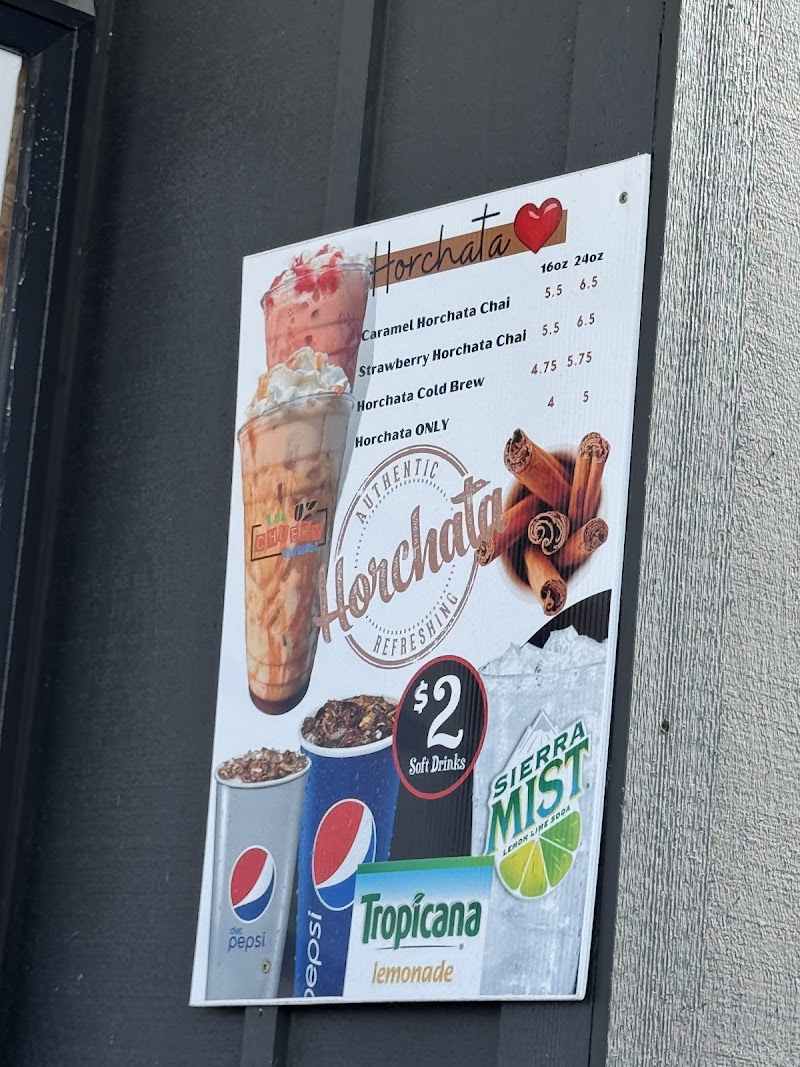 Horchata
16oz 24oz
Caramel Horchata Chai 5.5 6.5
Strawberry Horchata Chai 5.5 6.5
Horchata Cold Brew 4.75 5.75
Horchata ONLY 4 5
AUTHENTIC
Horchata
REFRESHING
$2
Soft Drinks
SIERRA
MIST
LEMON LIME SODA
diet
pepsi
pepsi
Tropicana
lemonade